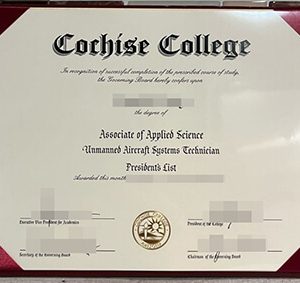 Cochise College
In recognition of successful completion of the prescribed course of study,
the Governing Board hereby confers upon
the degree of
Associate of Applied Science
Unmanned Aircraft Systems Technician
President's List
Awarded this month
Executive Vice President for Academics
President of the College
Secretary of the Governing Board
Chairman of the Governing Board